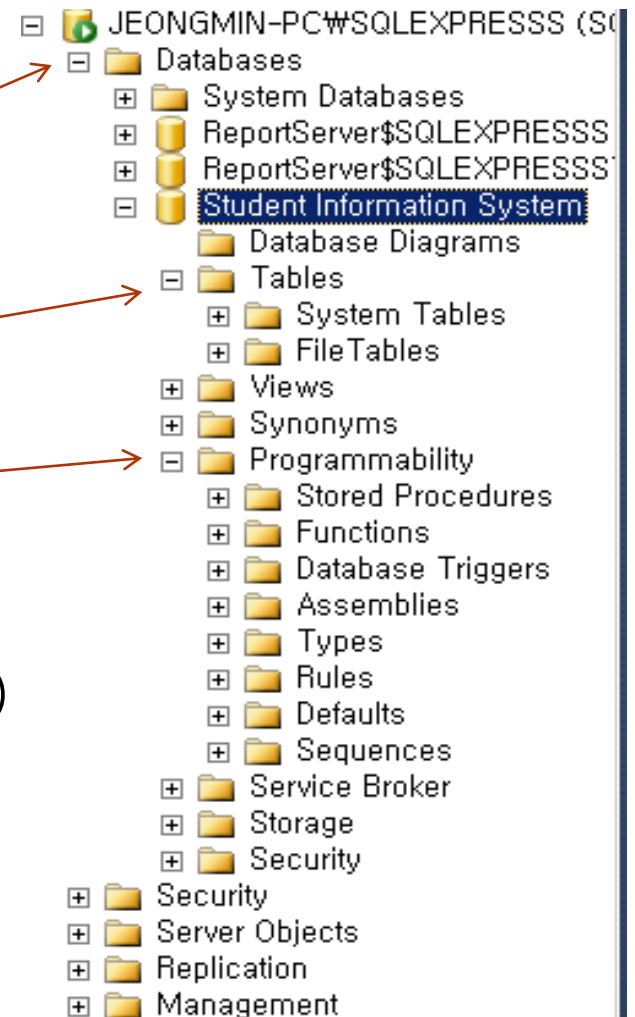 JEONGMIN-PC₩SQLEXPRESSS (S
Databases
System Databases
ReportServer$SQLEXPRESSS
ReportServer$SQLEXPRESSS
Student Information System
Database Diagrams
Tables
System Tables
FileTables
Views
Synonyms
Programmability
Stored Procedures
Functions
Database Triggers
Assemblies
Types
Rules
Defaults
)
Sequences
Service Broker
Storage
Security
Security
Server Objects
Replication
Management